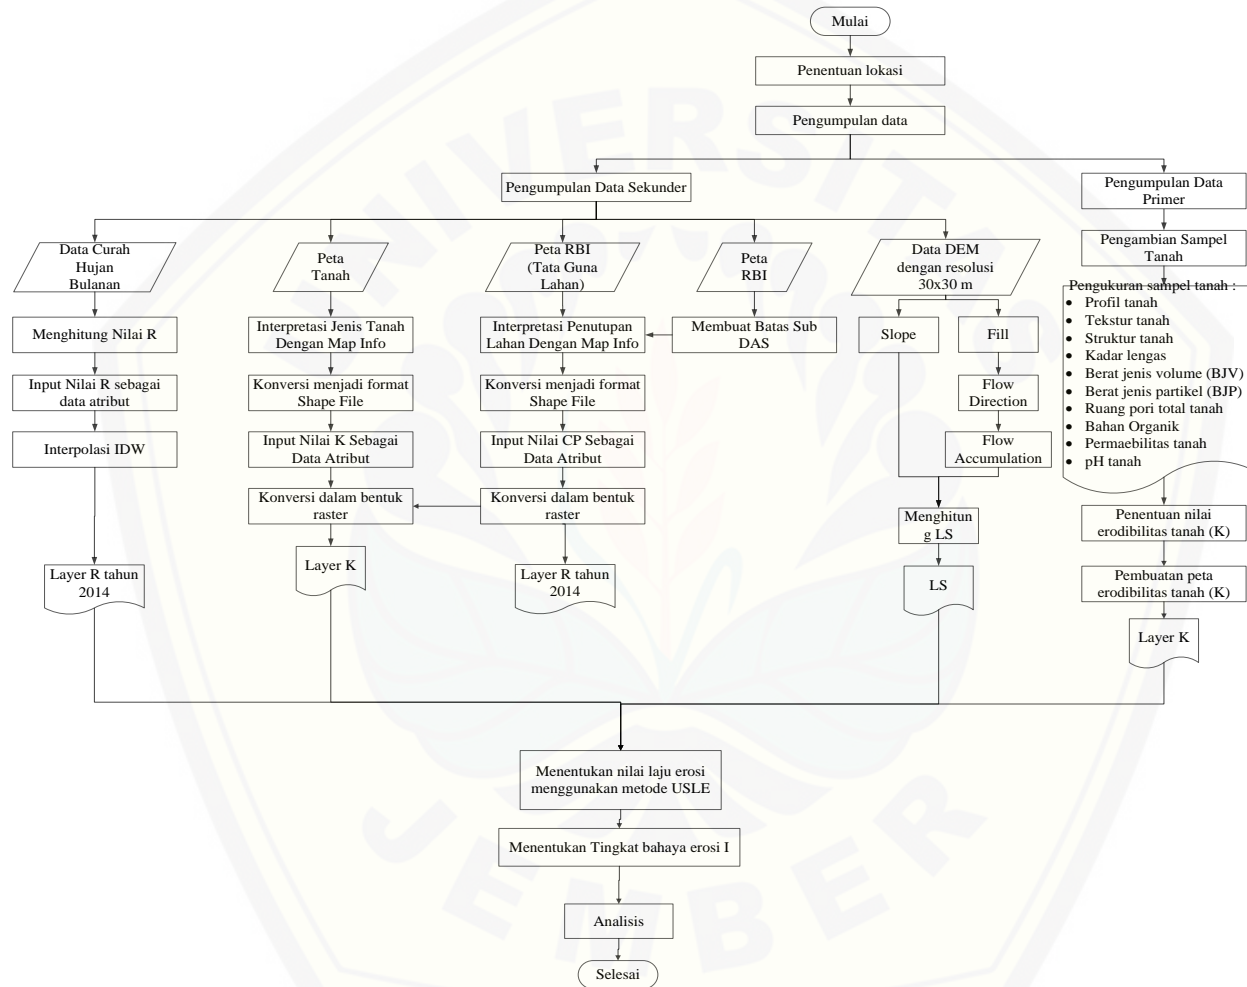 Mulai
Penentuan lokasi
Pengumpulan data
Pengumpulan Data Sekunder
Pengumpulan Data
Primer
Data Curah
Hujan
Bulanan
Peta
Tanah
Peta RBI
(Tata Guna
Lahan)
Peta
RBI
Data DEM
dengan resolusi
30x30 m
Pengambian Sampel
Tanah
Menghitung Nilai R
Interpretasi Jenis Tanah
Dengan Map Info
Interpretasi Penutupan
Lahan Dengan Map Info
Membuat Batas Sub
DAS
Slope
Fill
Pengukuran sampel tanah :
• Profil tanah
• Tekstur tanah
• Struktur tanah
• Kadar lengas
• Berat jenis volume (BJV)
• Berat jenis partikel (BJP)
• Ruang pori total tanah
• Bahan Organik
• Permaebilitas tanah
• pH tanah
Input Nilai R sebagai
data atribut
Konversi menjadi format
Shape File
Konversi menjadi format
Shape File
Flow
Direction
Interpolasi IDW
Input Nilai K Sebagai
Data Atribut
Input Nilai CP Sebagai
Data Atribut
Flow
Accumulation
Konversi dalam bentuk
raster
Konversi dalam bentuk
raster
Menghitun
g LS
Penentuan nilai
erodibilitas tanah (K)
Layer R tahun
2014
Layer K
Layer R tahun
2014
LS
Pembuatan peta
erodibilitas tanah (K)
Layer K
Menentukan nilai laju erosi
menggunakan metode USLE
Menentukan Tingkat bahaya erosi I
Analisis
Selesai
UNIVERSITAS
JEMBER